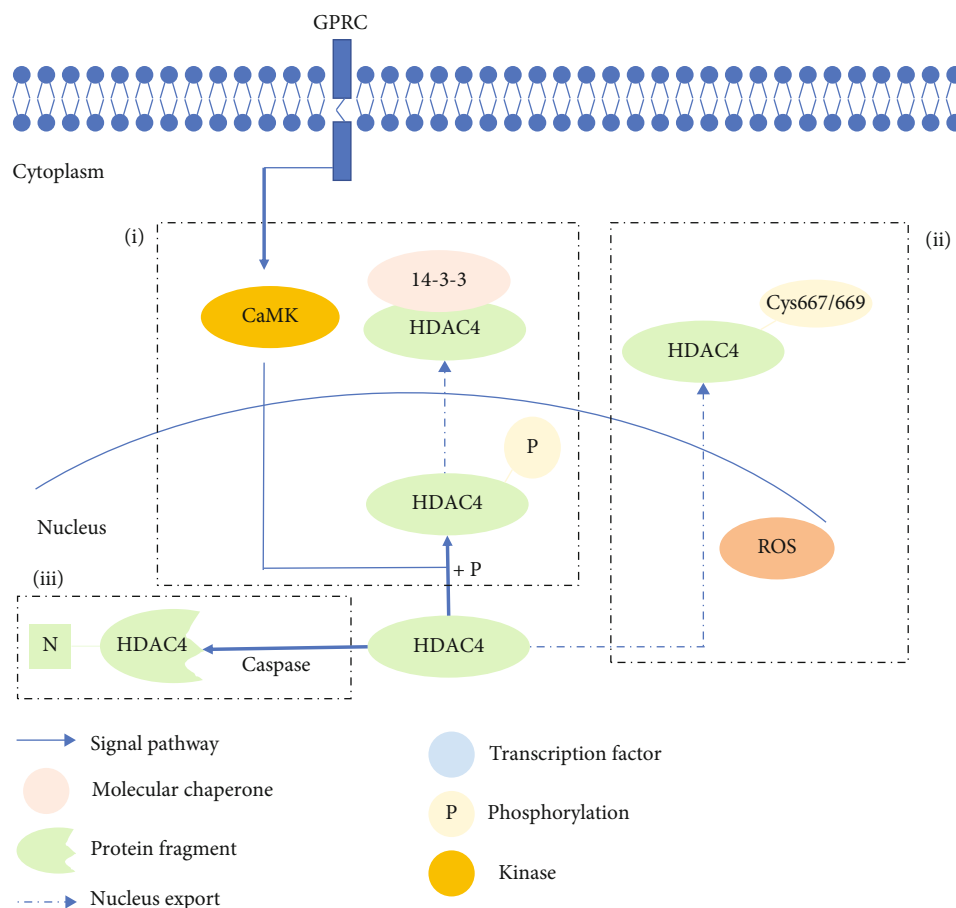 GPRC
Cytoplasm
(i)
(ii)
14-3-3
CaMK
HDAC4
Cys667/669
HDAC4
P
HDAC4
Nucleus
ROS
+ P
(iii)
N
HDAC4
Caspase
HDAC4
Signal pathway
Transcription factor
Molecular chaperone
P
Phosphorylation
Protein fragment
Kinase
Nucleus export